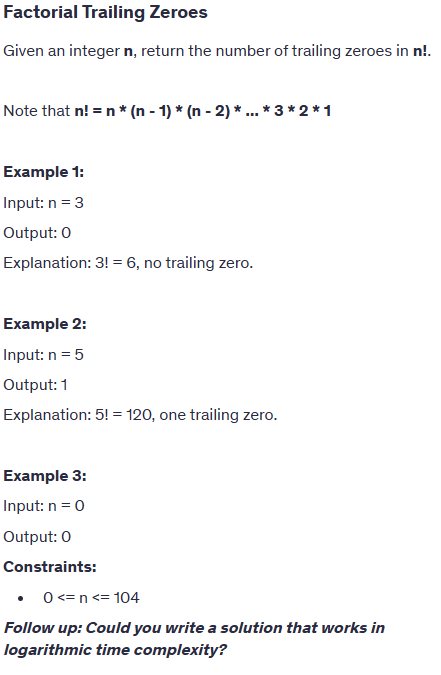 Factorial Trailing Zeroes
Given an integer n, return the number of trailing zeroes in n!.
Note that n! = n * (n - 1) * (n - 2) * ... * 3 * 2 * 1
Example 1:
Input: n = 3
Output: 0
Explanation: 3! = 6, no trailing zero.
Example 2:
Input: n = 5
Output: 1
Explanation: 5! = 120, one trailing zero.
Example 3:
Input: n = 0
Output: 0
Constraints:
• 0 <= n <= 104
Follow up: Could you write a solution that works in
logarithmic time complexity?